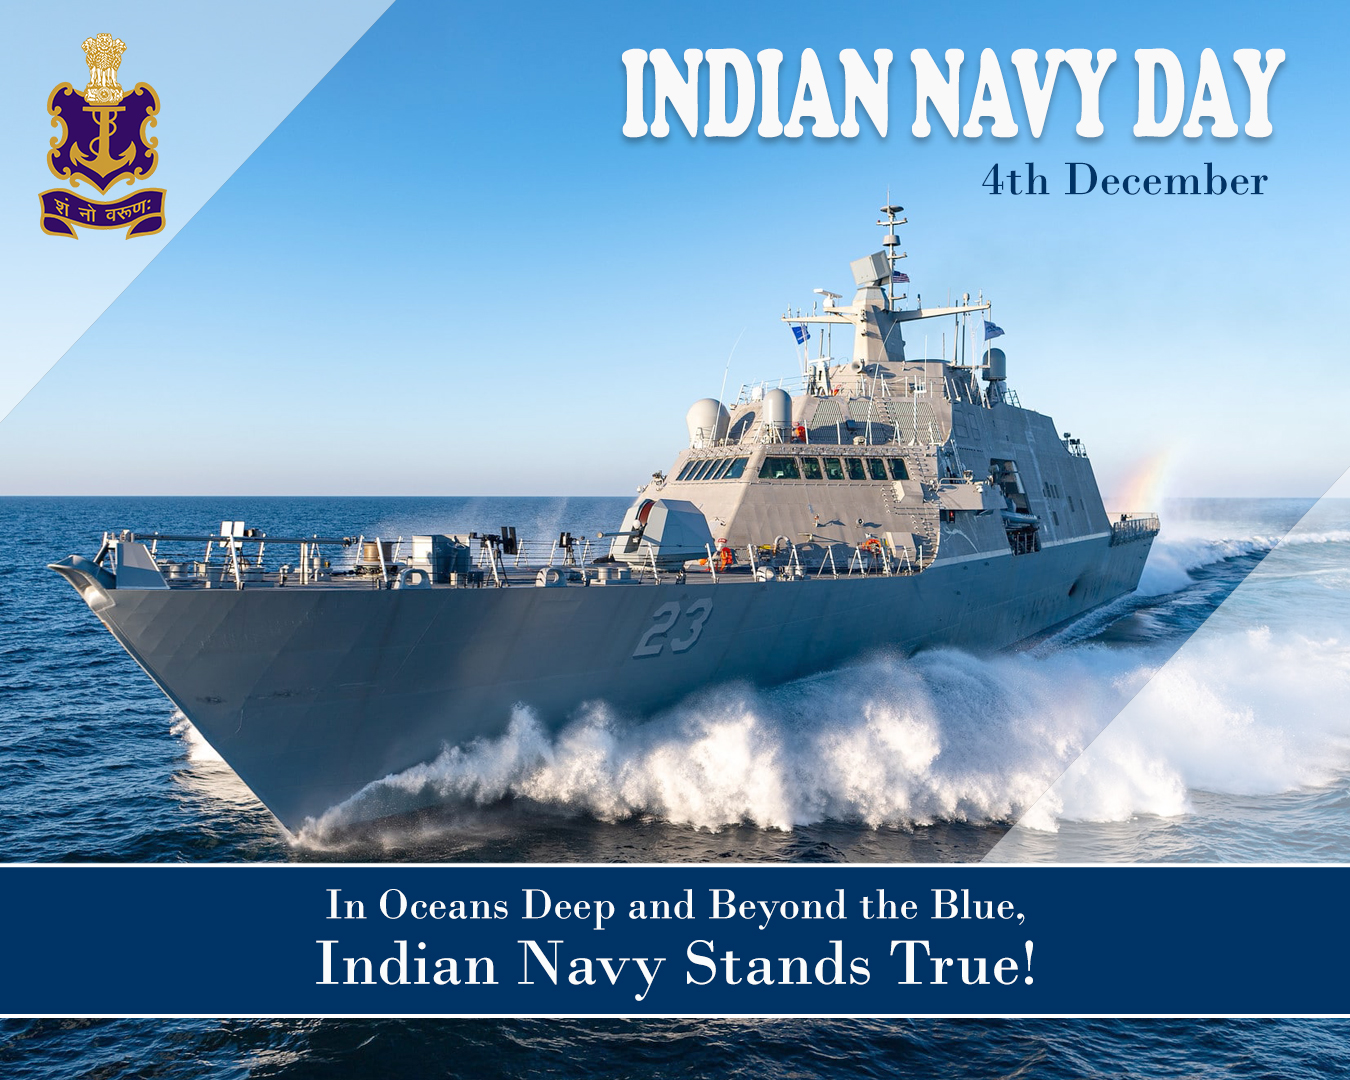 INDIAN NAVY DAY
4th December
शं नो वरूणः
23
In Oceans Deep and Beyond the Blue,
Indian Navy Stands True!